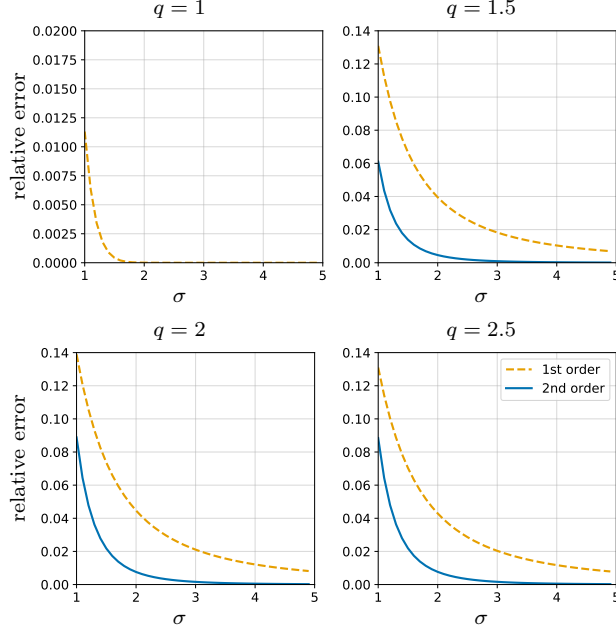 q = 1
0.0200
0.0175
0.0150
0.0125
0.0100
0.0075
0.0050
0.0025
0.0000
relative error
1 2 3 4 5
σ
q = 1.5
0.14
0.12
0.10
0.08
0.06
0.04
0.02
0.00
1 2 3 4 5
σ
q = 2
0.14
0.12
0.10
0.08
0.06
0.04
0.02
0.00
relative error
1 2 3 4 5
σ
q = 2.5
0.14
0.12
0.10
0.08
0.06
0.04
0.02
0.00
1st order
2nd order
1 2 3 4 5
σ